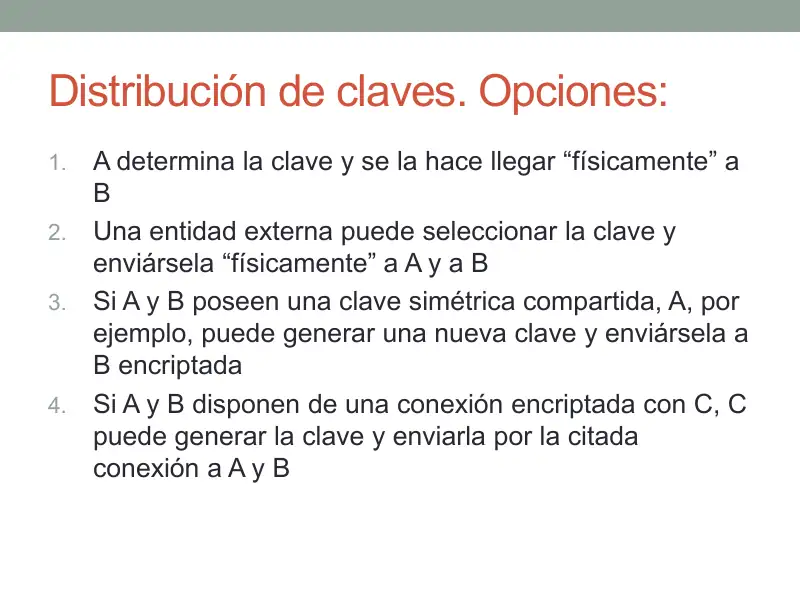 Distribución de claves. Opciones:
1. A determina la clave y se la hace llegar “físicamente” a
B
2. Una entidad externa puede seleccionar la clave y
enviársela “físicamente” a A y a B
3. Si A y B poseen una clave simétrica compartida, A, por
ejemplo, puede generar una nueva clave y enviársela a
B encriptada
4. Si A y B disponen de una conexión encriptada con C, C
puede generar la clave y enviarla por la citada
conexión a A y B